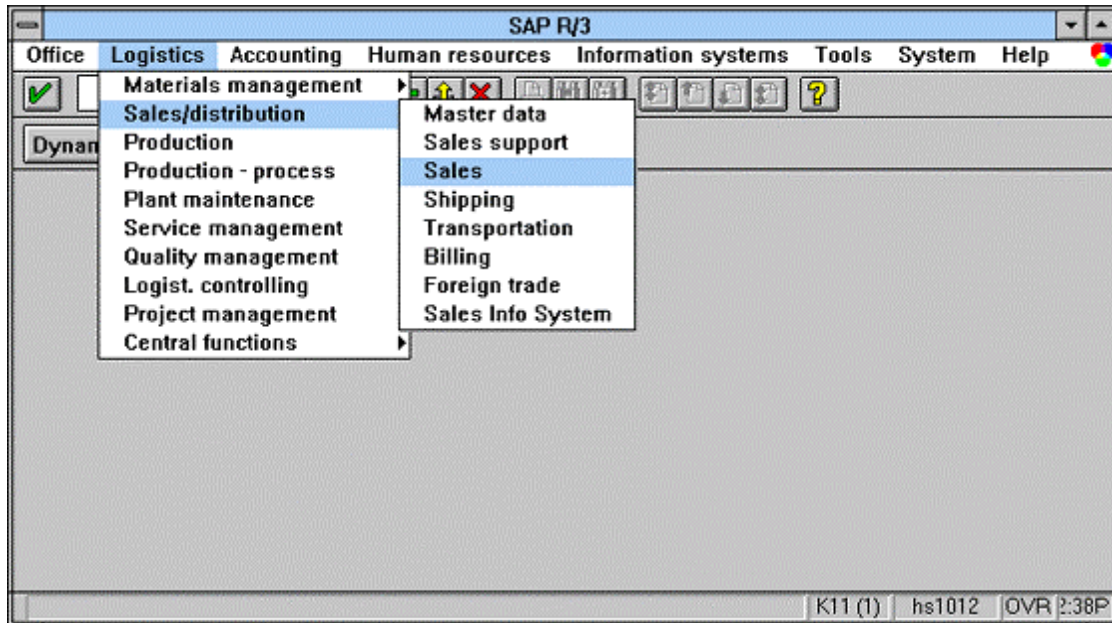 SAP R/3
Office Logistics Accounting Human resources Information systems Tools System Help
Materials management
Sales/distribution
Production
Production - process
Plant maintenance
Service management
Quality management
Logist. controlling
Project management
Central functions
Master data
Sales support
Sales
Shipping
Transportation
Billing
Foreign trade
Sales Info System
Dynam
K11 (1) hs1012 OVR 2:38P